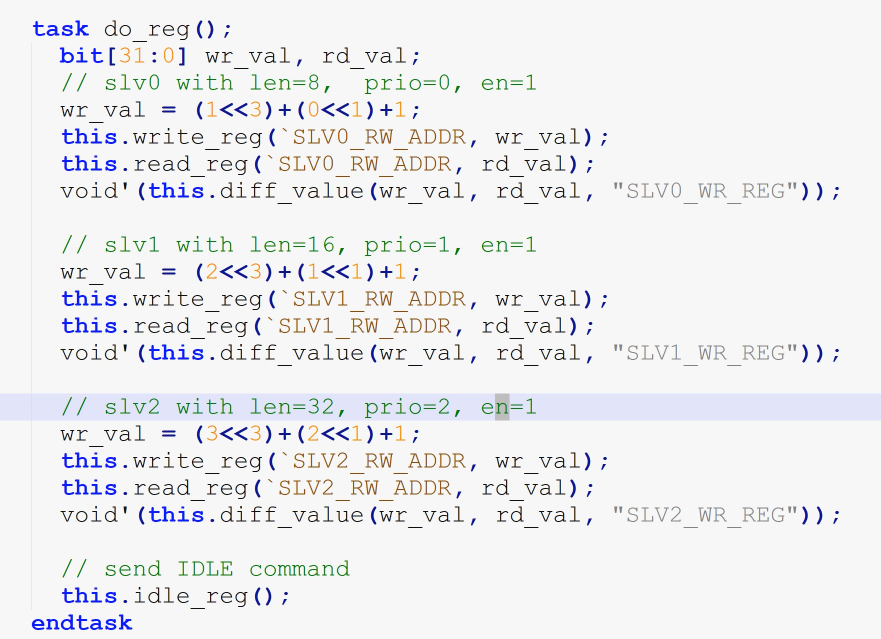 task do_reg();
  bit[31:0] wr_val, rd_val;
  // slv0 with len=8,  prio=0, en=1
  wr_val = (1<<3)+(0<<1)+1;
  this.write_reg(`SLV0_RW_ADDR, wr_val);
  this.read_reg(`SLV0_RW_ADDR, rd_val);
  void'(this.diff_value(wr_val, rd_val, "SLV0_WR_REG"));

  // slv1 with len=16, prio=1, en=1
  wr_val = (2<<3)+(1<<1)+1;
  this.write_reg(`SLV1_RW_ADDR, wr_val);
  this.read_reg(`SLV1_RW_ADDR, rd_val);
  void'(this.diff_value(wr_val, rd_val, "SLV1_WR_REG"));

  // slv2 with len=32, prio=2, en=1
  wr_val = (3<<3)+(2<<1)+1;
  this.write_reg(`SLV2_RW_ADDR, wr_val);
  this.read_reg(`SLV2_RW_ADDR, rd_val);
  void'(this.diff_value(wr_val, rd_val, "SLV2_WR_REG"));

  // send IDLE command
  this.idle_reg();
endtask